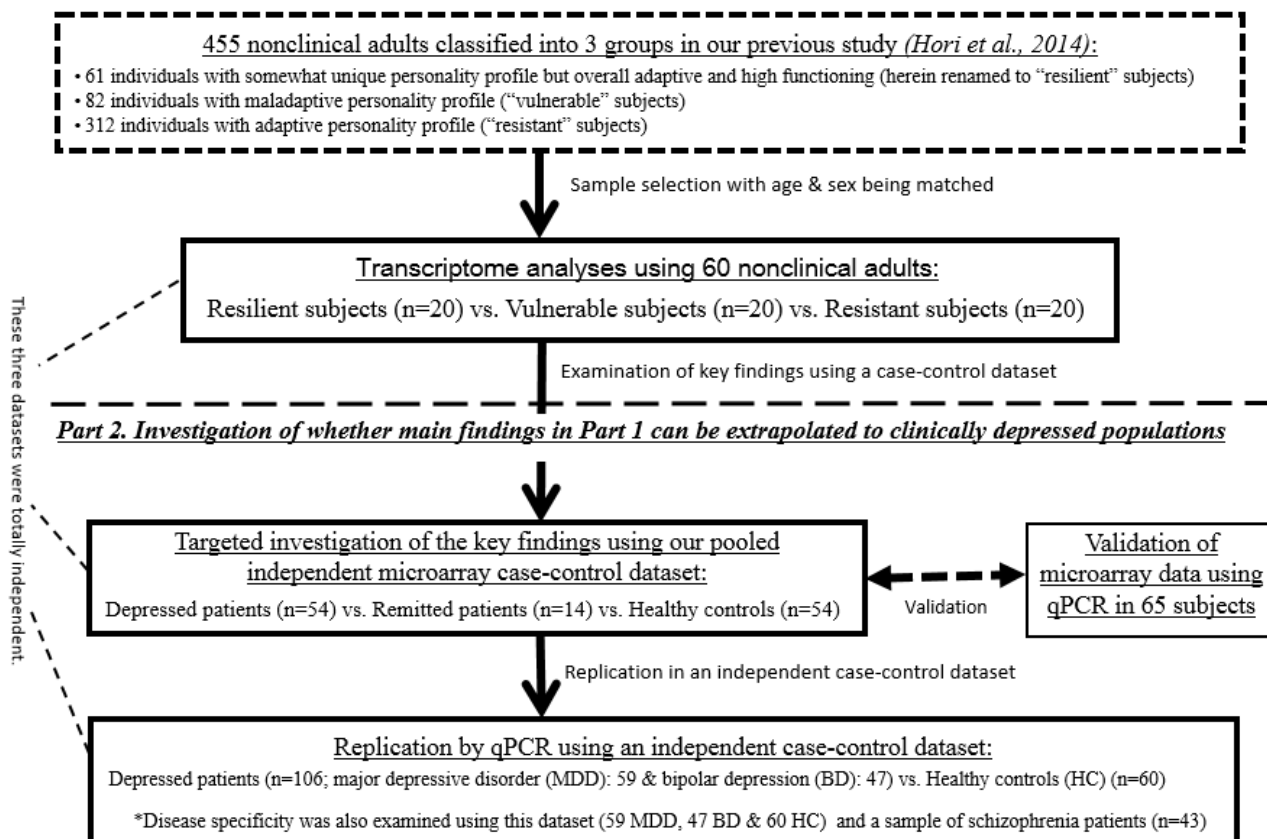 455 nonclinical adults classified into 3 groups in our previous study (Hori et al., 2014):
• 61 individuals with somewhat unique personality profile but overall adaptive and high functioning (herein renamed to “resilient” subjects)
• 82 individuals with maladaptive personality profile (“vulnerable” subjects)
• 312 individuals with adaptive personality profile (“resistant” subjects)
Sample selection with age & sex being matched
Transcriptome analyses using 60 nonclinical adults:
Resilient subjects (n=20) vs. Vulnerable subjects (n=20) vs. Resistant subjects (n=20)
Examination of key findings using a case-control dataset
Part 2. Investigation of whether main findings in Part 1 can be extrapolated to clinically depressed populations
These three datasets were totally independent.
Targeted investigation of the key findings using our pooled
independent microarray case-control dataset:
Depressed patients (n=54) vs. Remitted patients (n=14) vs. Healthy controls (n=54)
Validation
Validation of
microarray data using
qPCR in 65 subjects
Replication in an independent case-control dataset
Replication by qPCR using an independent case-control dataset:
Depressed patients (n=106; major depressive disorder (MDD): 59 & bipolar depression (BD): 47) vs. Healthy controls (HC) (n=60)
*Disease specificity was also examined using this dataset (59 MDD, 47 BD & 60 HC) and a sample of schizophrenia patients (n=43)